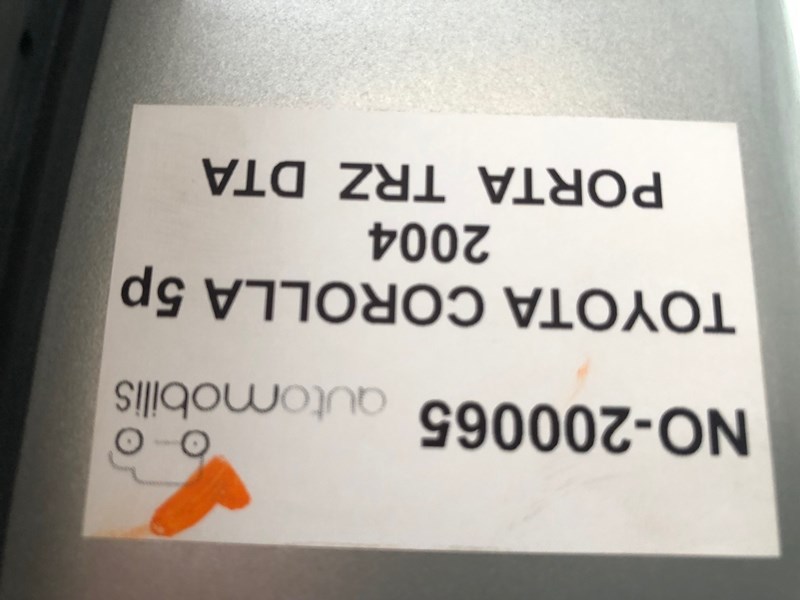 NO-200065 automobilis
TOYOTA COROLLA 5p
2004
PORTA TRZ DTA